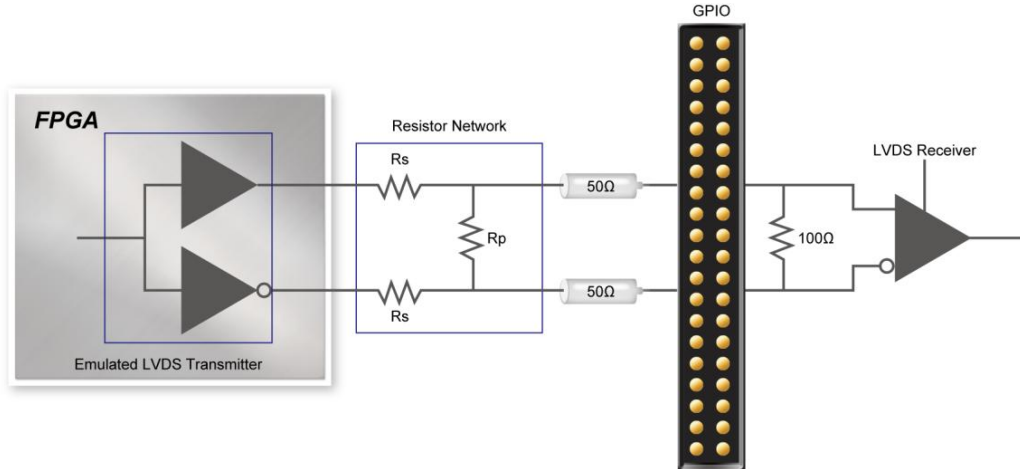 GPIO
FPGA
Resistor Network
LVDS Receiver
Rs
50Ω
Rp
100Ω
50Ω
Rs
Emulated LVDS Transmitter